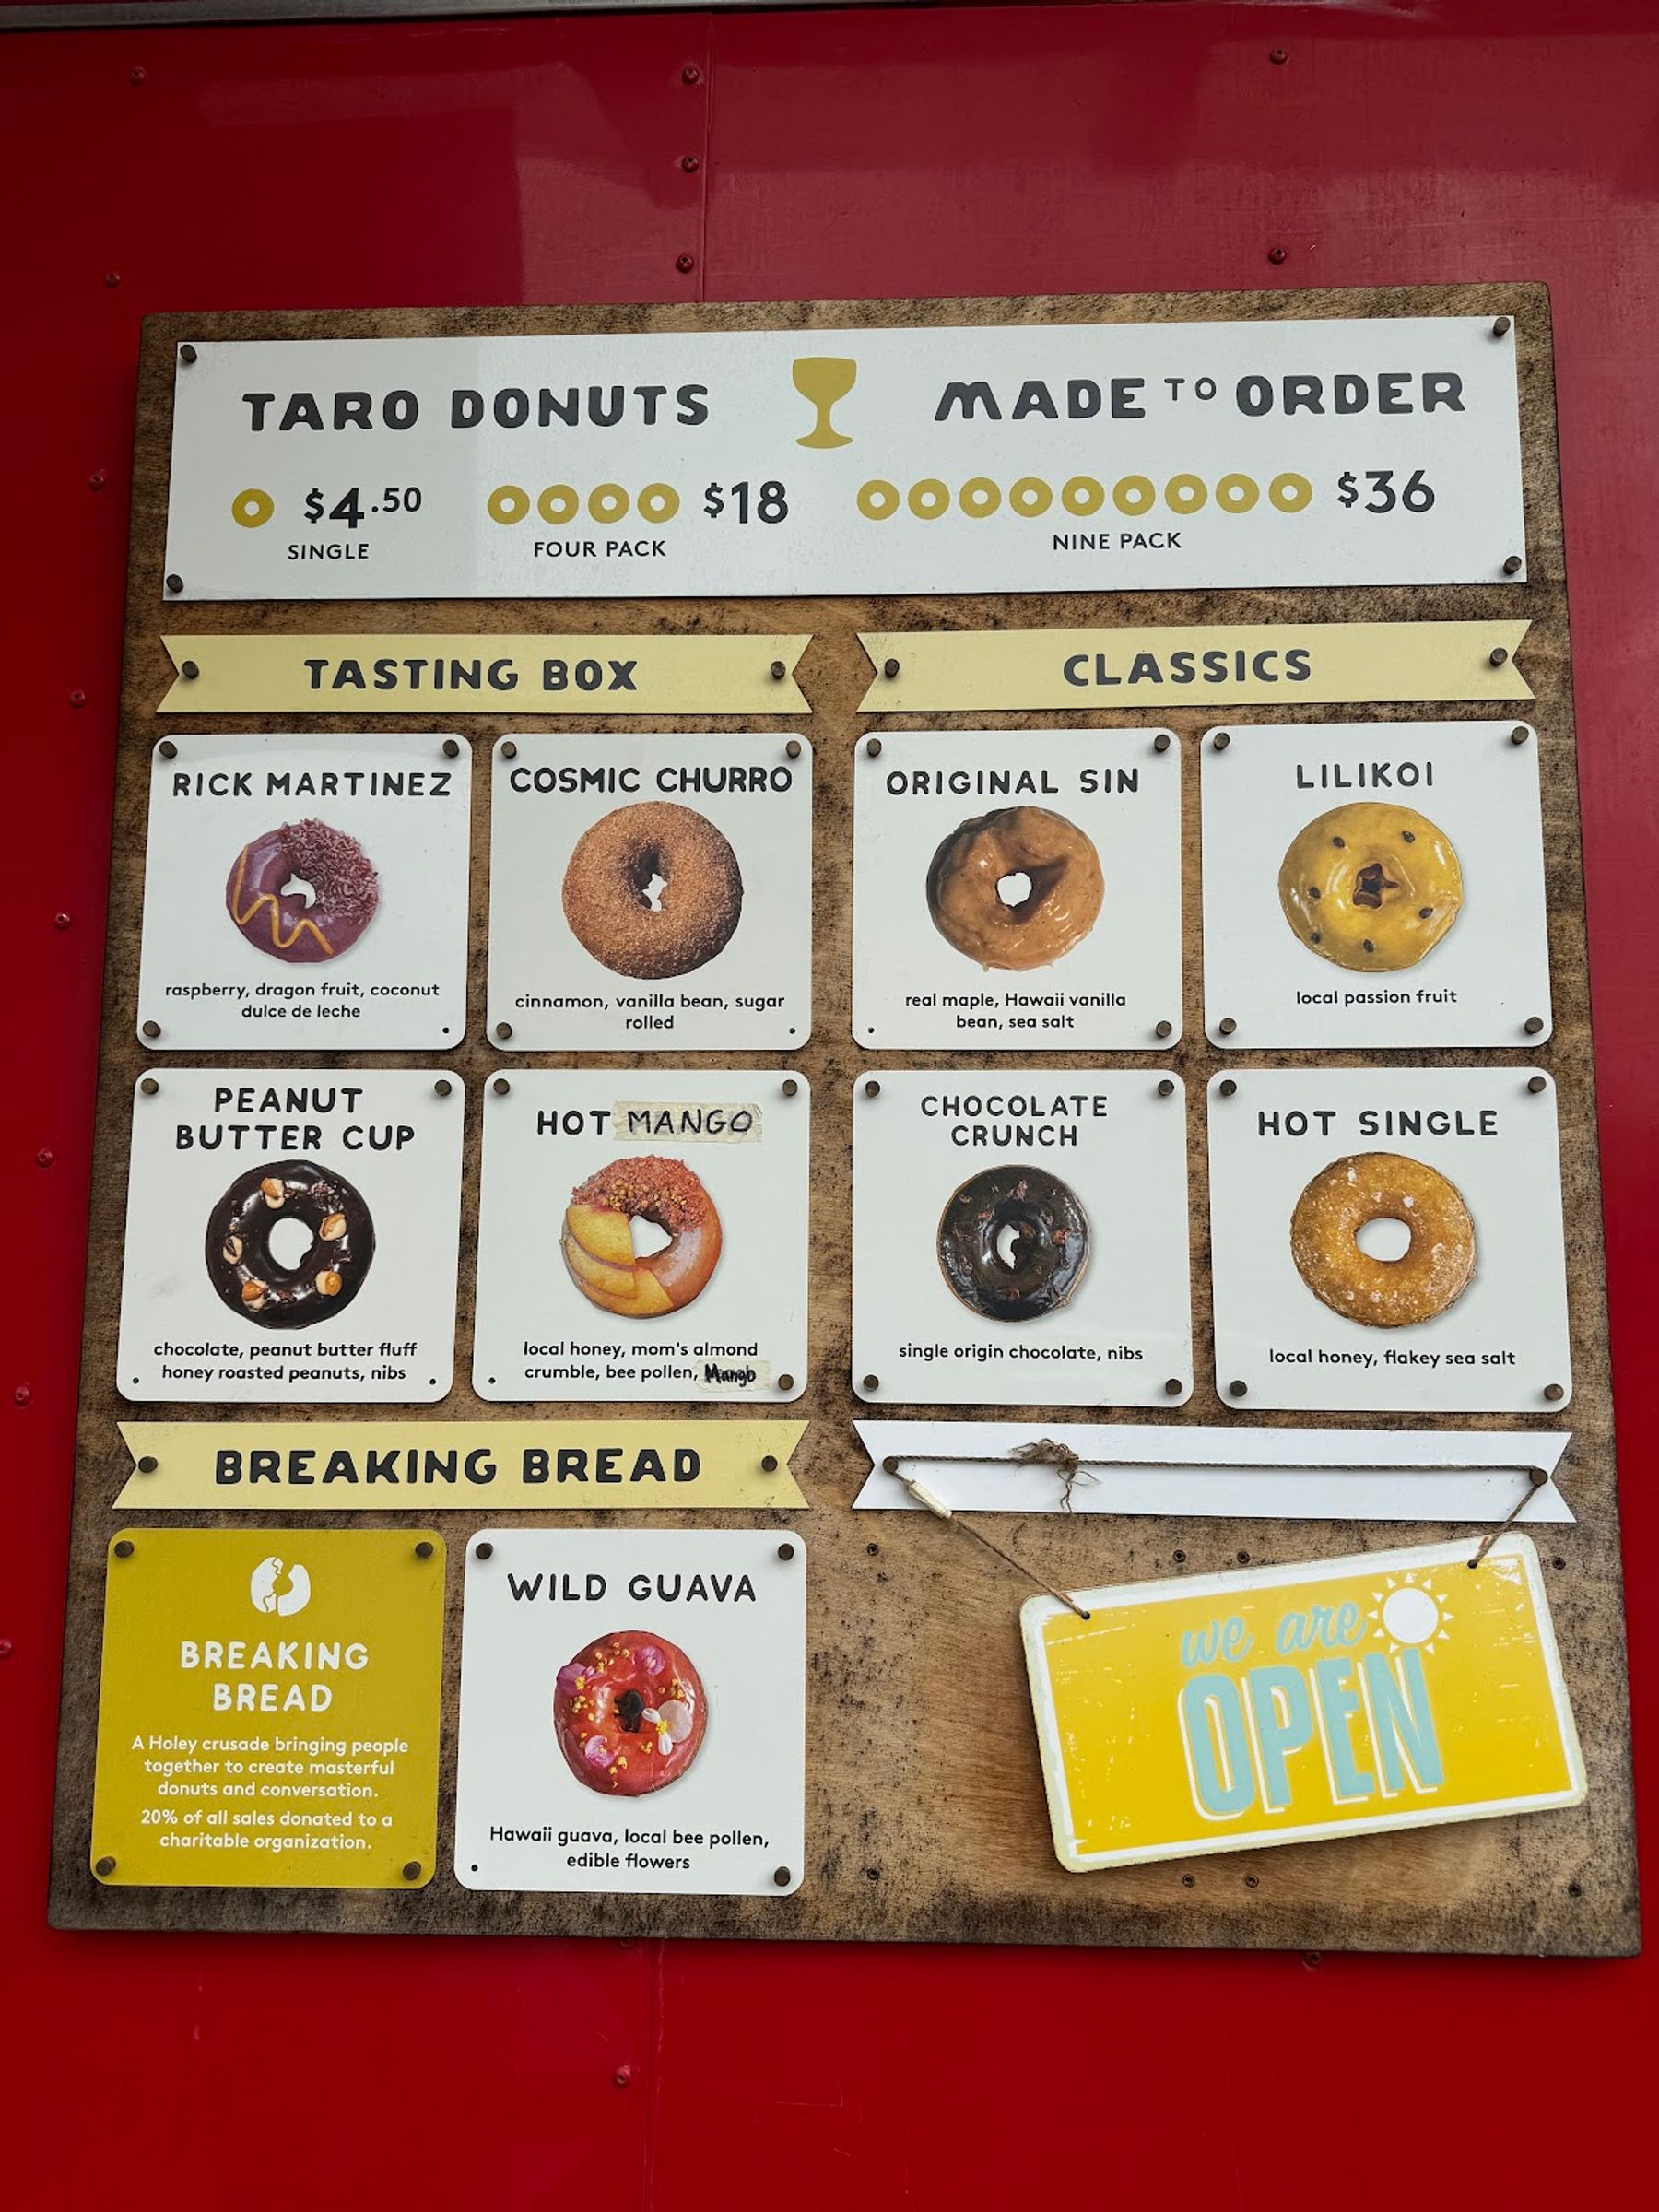 TARO DONUTS
MADE TO ORDER
$4.50
SINGLE
$18
FOUR PACK
$36
NINE PACK
TASTING BOX
RICK MARTINEZ
raspberry, dragon fruit, coconut
dulce de leche
COSMIC CHURRO
cinnamon, vanilla bean, sugar
rolled
PEANUT
BUTTER CUP
chocolate, peanut butter fluff
honey roasted peanuts, nibs
HOT MANGO
local honey, mom's almond
crumble, bee pollen, Mango
CLASSICS
ORIGINAL SIN
real maple, Hawaii vanilla
bean, sea salt
LILIKOI
local passion fruit
CHOCOLATE
CRUNCH
single origin chocolate, nibs
HOT SINGLE
local honey, flakey sea salt
BREAKING BREAD
BREAKING
BREAD
A Holey crusade bringing people
together to create masterful
donuts and conversation.
20% of all sales donated to a
charitable organization.
WILD GUAVA
Hawaii guava, local bee pollen,
edible flowers
we are
OPEN